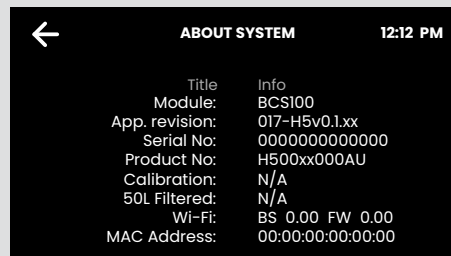 ABOUT SYSTEM 12:12 PM
Title Info
Module: BCS100
App. revision: 017-H5v0.1.xx
Serial No: 0000000000000
Product No: H500xx000AU
Calibration: N/A
50L Filtered: N/A
Wi-Fi: BS 0.00 FW 0.00
MAC Address: 00:00:00:00:00:00